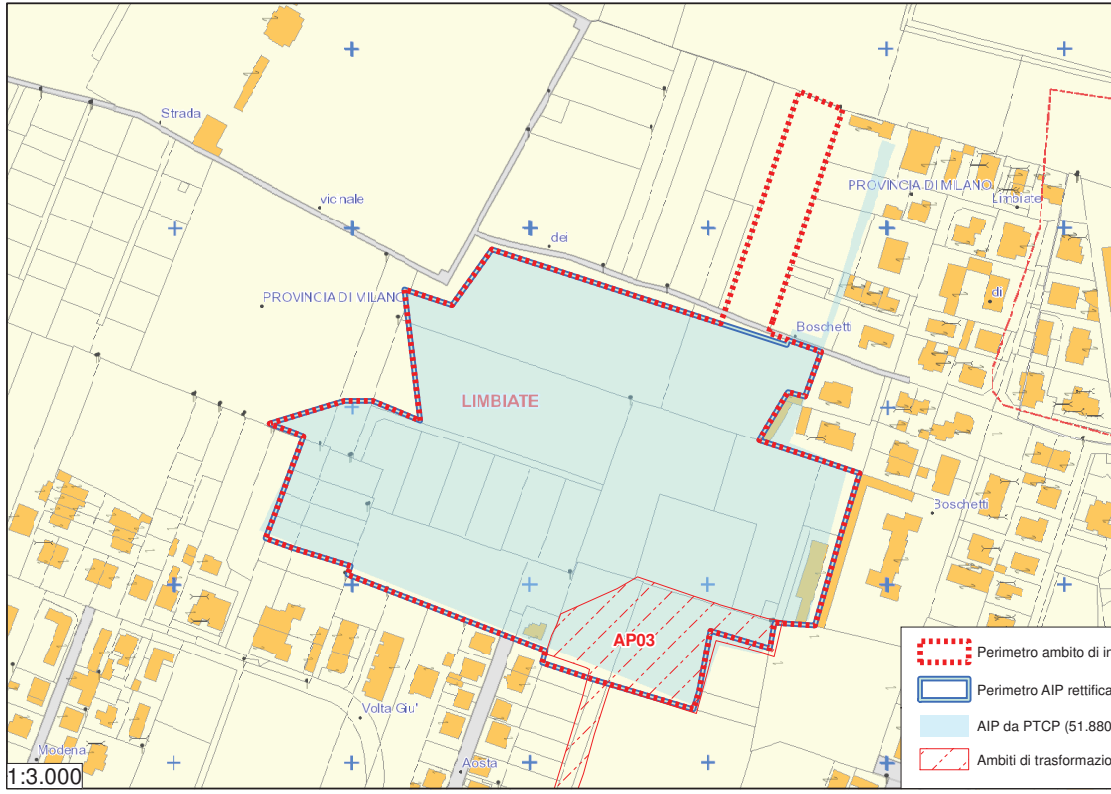 Strada
vicinale
PROVINCIA DI MILANO
Limbiate
dei
di
PROVINCIA DI VILANO
Boschetti
LIMBIATE
Boschetti
AP03
Volta Giu'
Modena
Aosta
1:3.000
Perimetro ambito di in
Perimetro AIP rettifica
AIP da PTCP (51.880
Ambiti di trasformazio